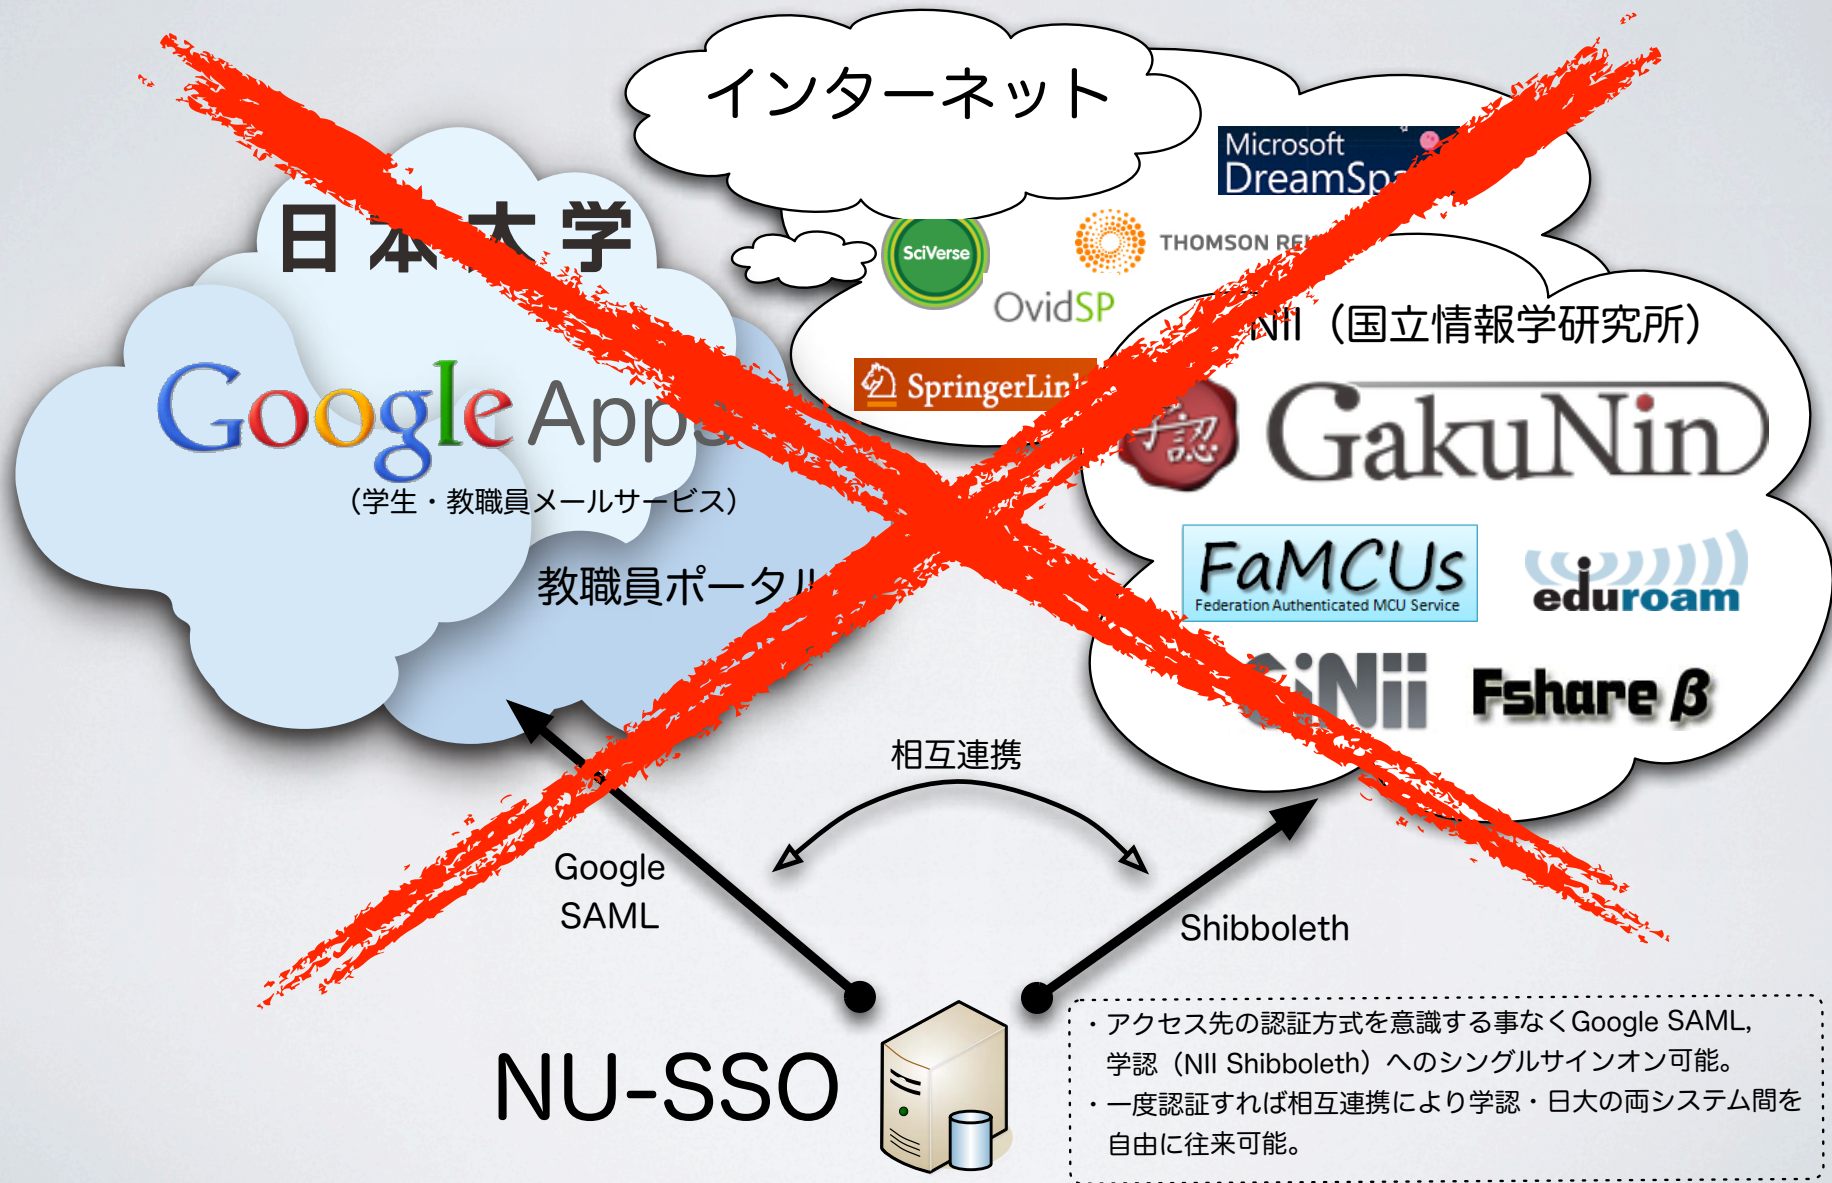 インターネット
Microsoft
DreamSpa
日本大学
SciVerse
THOMSON RE
OvidSP
NII（国立情報学研究所）
Google Apps
SpringerLink
学認
GakuNin
（学生・教職員メールサービス）
FaMCUs
Federation Authenticated MCU Service
eduroam
教職員ポータル
CiNii
Fshare β
相互連携
Google
SAML
Shibboleth
NU-SSO
・アクセス先の認証方式を意識する事なくGoogle SAML,
学認（NII Shibboleth）へのシングルサインオン可能。
・一度認証すれば相互連携により学認・日大の両システム間を
自由に往来可能。